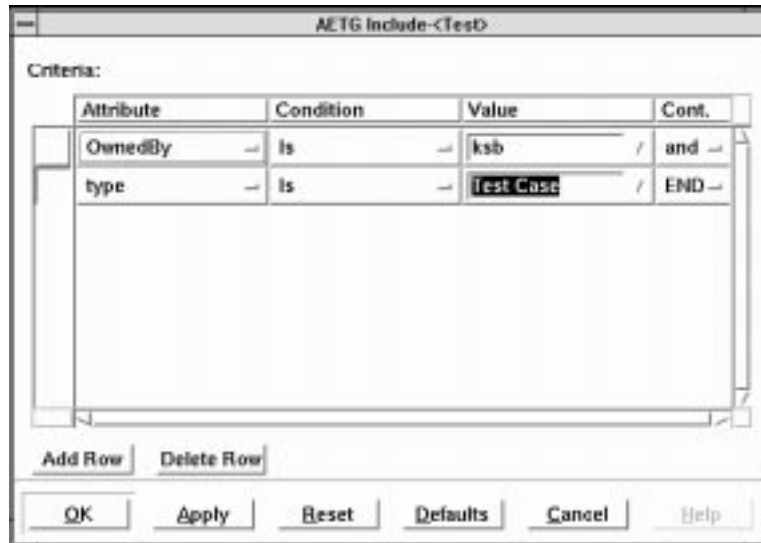 AETG Include-<Test>
Criteria:
Attribute Condition Value Cont.
OwnedBy Is ksb and
type Is Test Case END
Add Row Delete Row
OK Apply Reset Defaults Cancel Help